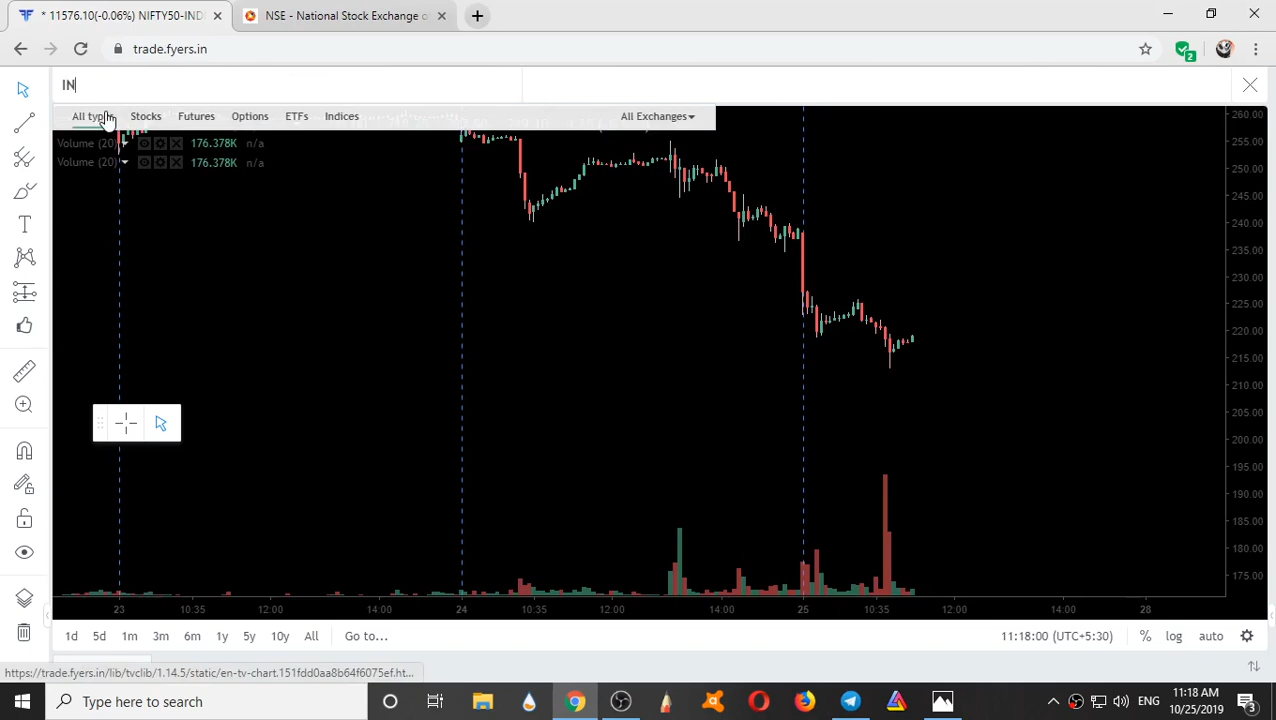 * 11576.10(-0.06%) NIFTY50-INDE
NSE - National Stock Exchange o
trade.fyers.in
2
IN
All types Stocks Futures Options ETFs Indices All Exchanges
Volume (20) 176.378K n/a
Volume (20) 176.378K n/a
260.00
255.00
250.00
245.00
240.00
235.00
230.00
225.00
220.00
215.00
210.00
205.00
200.00
195.00
190.00
185.00
180.00
175.00
23 10:35 12:00 14:00 24 10:35 12:00 14:00 25 10:35 12:00 14:00 28
1d 5d 1m 3m 6m 1y 5y 10y All Go to... 11:18:00 (UTC+5:30) % log auto
https://trade.fyers.in/lib/tvclib/1.14.5/static/en-tv-chart.151fdd0aa8b64f6075ef.ht...
Type here to search
ENG
11:18 AM
10/25/2019
3